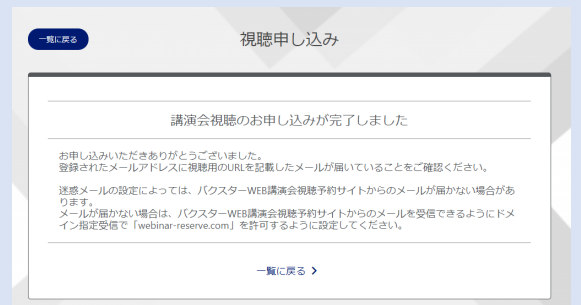 一覧に戻る
視聴申し込み
講演会視聴のお申し込みが完了しました
お申し込みいただきありがとうございました。
登録されたメールアドレスに視聴用のURLを記載したメールが届いていることをご確認ください。
迷惑メールの設定によっては、バクスターWEB講演会視聴予約サイトからのメールが届かない場合があ
ります。
メールが届かない場合は、バクスターWEB講演会視聴予約サイトからのメールを受信できるようにドメ
イン指定受信で「webinar-reserve.com」を許可するように設定してください。
一覧に戻る